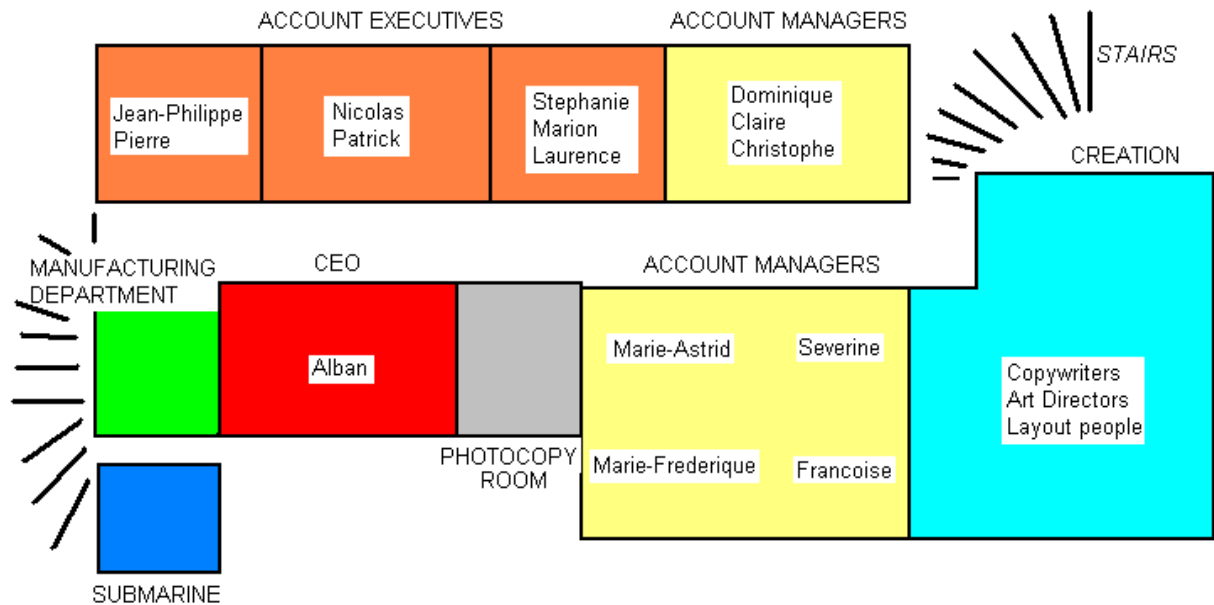 ACCOUNT EXECUTIVES
ACCOUNT MANAGERS
STAIRS
Jean-Philippe
Pierre
Nicolas
Patrick
Stephanie
Marion
Laurence
Dominique
Claire
Christophe
CREATION
MANUFACTURING
DEPARTMENT
CEO
ACCOUNT MANAGERS
Alban
Marie-Astrid
Severine
Copywriters
Art Directors
Layout people
PHOTOCOPY
ROOM
Marie-Frederique
Francoise
SUBMARINE